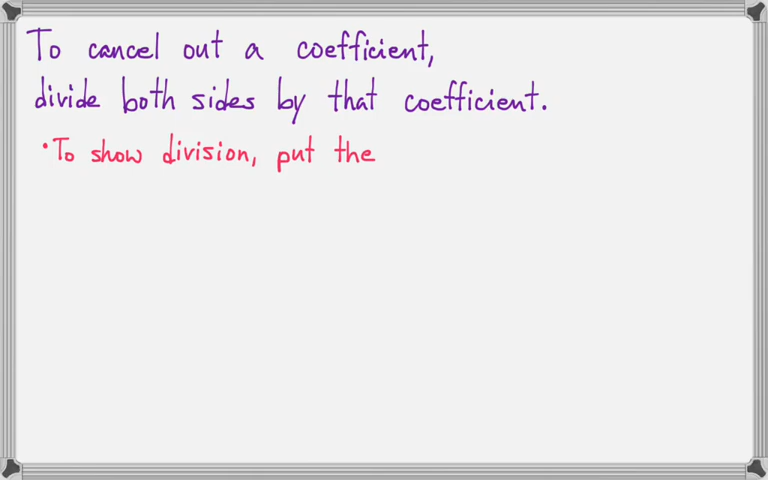 To cancel out a coefficient,
divide both sides by that coefficient.
• To show division, put the